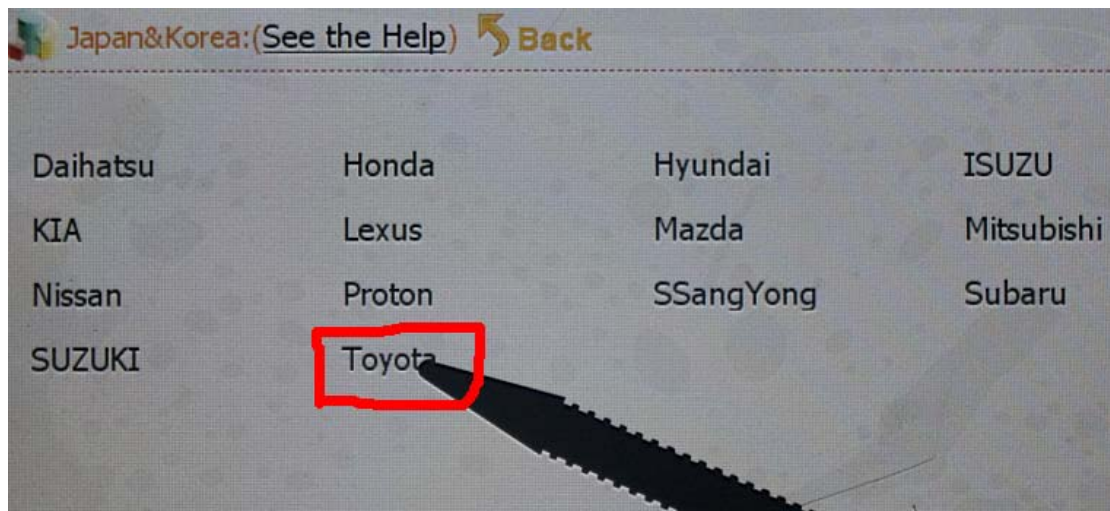 Japan&Korea:(See the Help) Back
Daihatsu Honda Hyundai ISUZU
KIA Lexus Mazda Mitsubishi
Nissan Proton SSangYong Subaru
SUZUKI Toyota